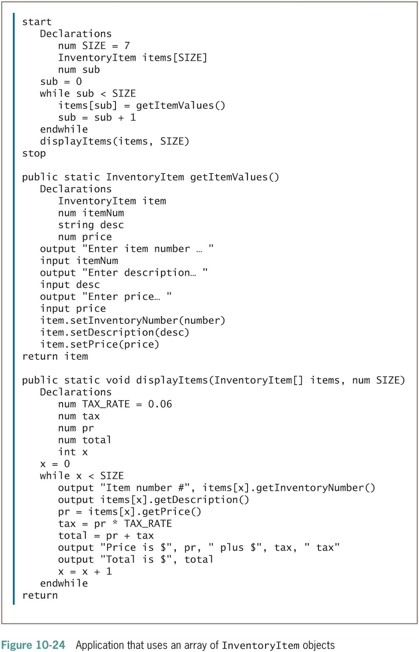 start
   Declarations
      num SIZE = 7
      InventoryItem items[SIZE]
      num sub
   sub = 0
   while sub < SIZE
      items[sub] = getItemValues()
      sub = sub + 1
   endwhile
   displayItems(items, SIZE)
stop

public static InventoryItem getItemValues()
   Declarations
      InventoryItem item
      num itemNum
      string desc
      num price
   output "Enter item number … "
   input itemNum
   output "Enter description… "
   input desc
   output "Enter price… "
   input price
   item.setInventoryNumber(number)
   item.setDescription(desc)
   item.setPrice(price)
return item

public static void displayItems(InventoryItem[] items, num SIZE)
   Declarations
      num TAX_RATE = 0.06
      num tax
      num pr
      num total
      int x
   x = 0
   while x < SIZE
      output "Item number #", items[x].getInventoryNumber()
      output items[x].getDescription()
      pr = items[x].getPrice()
      tax = pr * TAX_RATE
      total = pr + tax
      output "Price is $", pr, " plus $", tax, " tax"
      output "Total is $", total
      x = x + 1
   endwhile
return

Figure 10-24 Application that uses an array of InventoryItem objects